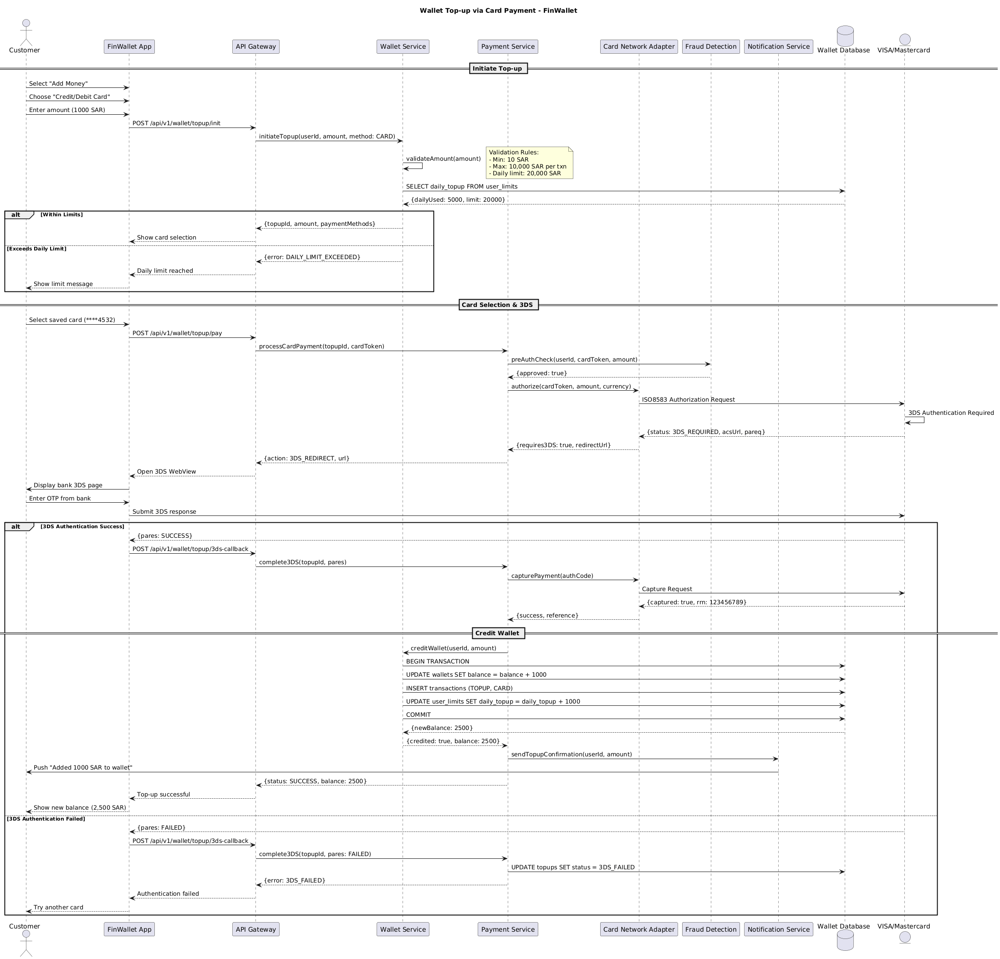 Wallet Top-up via Card Payment - FinWallet
Customer
FinWallet App
API Gateway
Wallet Service
Payment Service
Card Network Adapter
Fraud Detection
Notification Service
Wallet Database
VISA/Mastercard
Initiate Top-up
Select "Add Money"
Choose "Credit/Debit Card"
Enter amount (1000 SAR)
POST /api/v1/wallet/topup/init
initiateTopup(userId, amount, method: CARD)
validateAmount(amount)
Validation Rules:
- Min: 10 SAR
- Max: 10,000 SAR per txn
- Daily limit: 20,000 SAR
SELECT daily_topup FROM user_limits
{dailyUsed: 5000, limit: 20000}
alt [Within Limits]
{topupId, amount, paymentMethods}
Show card selection
[Exceeds Daily Limit]
{error: DAILY_LIMIT_EXCEEDED}
Daily limit reached
Show limit message
Card Selection & 3DS
Select saved card (****4532)
POST /api/v1/wallet/topup/pay
processCardPayment(topupId, cardToken)
preAuthCheck(userId, cardToken, amount)
{approved: true}
authorize(cardToken, amount, currency)
ISO8583 Authorization Request
3DS Authentication Required
{status: 3DS_REQUIRED, acsUrl, pareq}
{requires3DS: true, redirectUrl}
{action: 3DS_REDIRECT, url}
Open 3DS WebView
Display bank 3DS page
Enter OTP from bank
Submit 3DS response
alt [3DS Authentication Success]
{pares: SUCCESS}
POST /api/v1/wallet/topup/3ds-callback
complete3DS(topupId, pares)
capturePayment(authCode)
Capture Request
{captured: true, rrn: 123456789}
{success, reference}
Credit Wallet
creditWallet(userId, amount)
BEGIN TRANSACTION
UPDATE wallets SET balance = balance + 1000
INSERT transactions (TOPUP, CARD)
UPDATE user_limits SET daily_topup = daily_topup + 1000
COMMIT
{newBalance: 2500}
{credited: true, balance: 2500}
sendTopupConfirmation(userId, amount)
Push "Added 1000 SAR to wallet"
{status: SUCCESS, balance: 2500}
Top-up successful
Show new balance (2,500 SAR)
[3DS Authentication Failed]
{pares: FAILED}
POST /api/v1/wallet/topup/3ds-callback
complete3DS(topupId, pares: FAILED)
UPDATE topups SET status = 3DS_FAILED
{error: 3DS_FAILED}
Authentication failed
Try another card
Customer
FinWallet App
API Gateway
Wallet Service
Payment Service
Card Network Adapter
Fraud Detection
Notification Service
Wallet Database
VISA/Mastercard